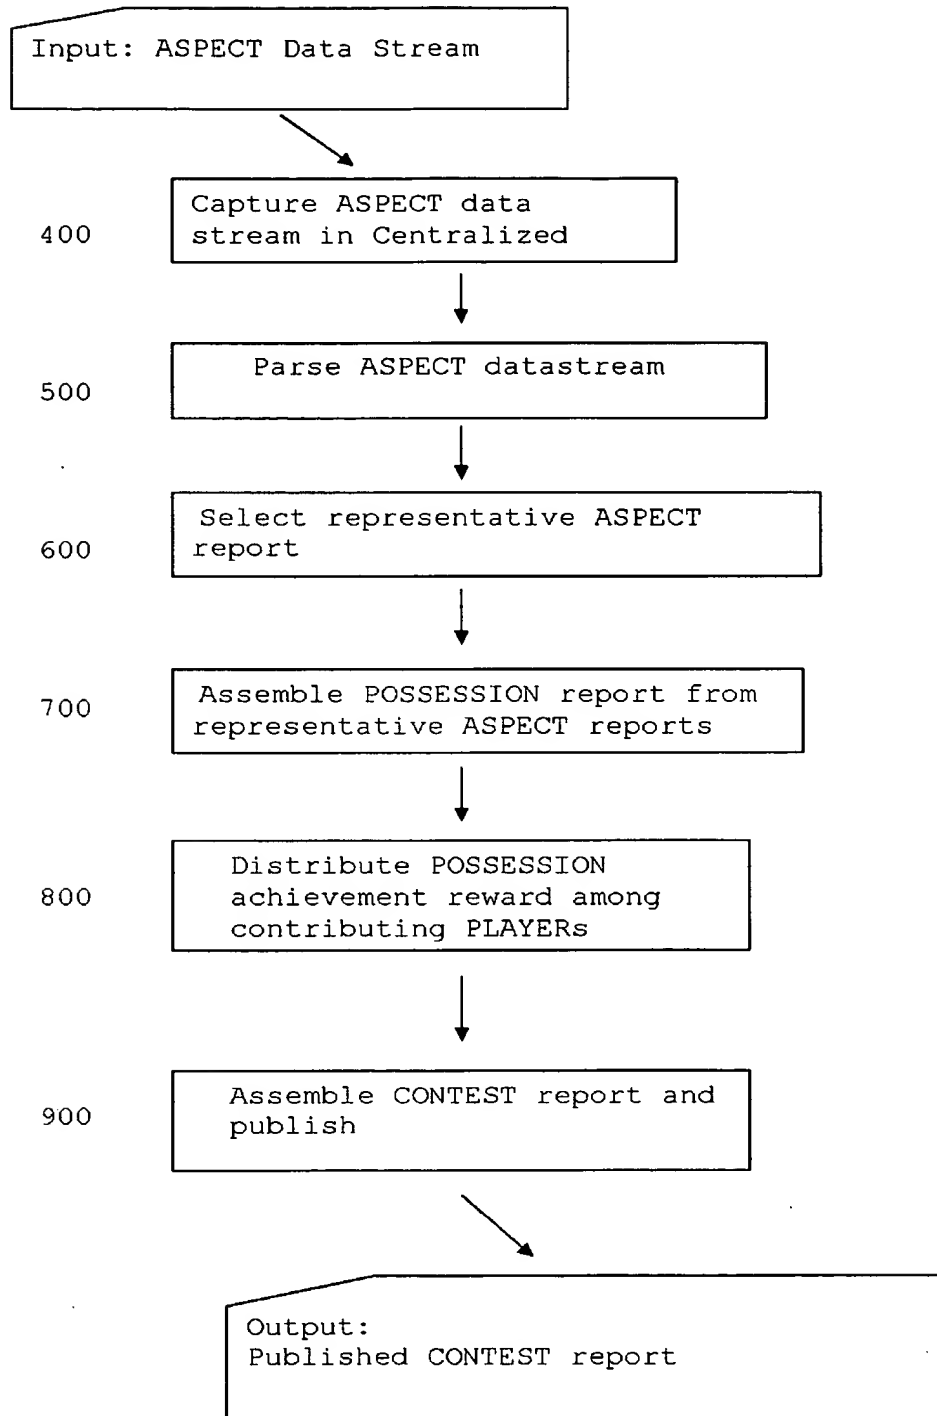 Input: ASPECT Data Stream
400
Capture ASPECT data
stream in Centralized
500
Parse ASPECT datastream
600
Select representative ASPECT
report
700
Assemble POSSESSION report from
representative ASPECT reports
800
Distribute POSSESSION
achievement reward among
contributing PLAYERs
900
Assemble CONTEST report and
publish
Output:
Published CONTEST report